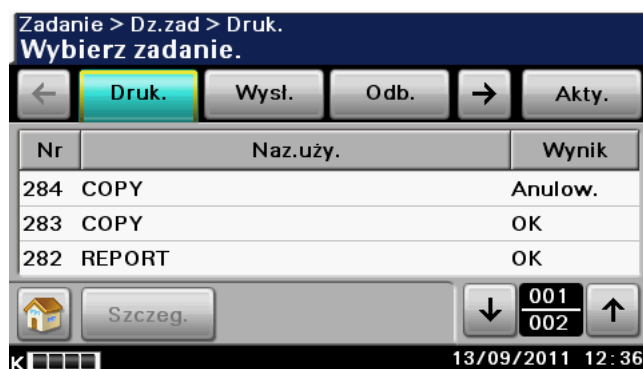 Zadanie > Dz.zad > Druk.
Wybierz zadanie.
Druk. Wysł. Odb. Akty.
Nr Naz.uży. Wynik
284 COPY Anulow.
283 COPY OK
282 REPORT OK
Szczeg. 001
002
K 13/09/2011 12:36